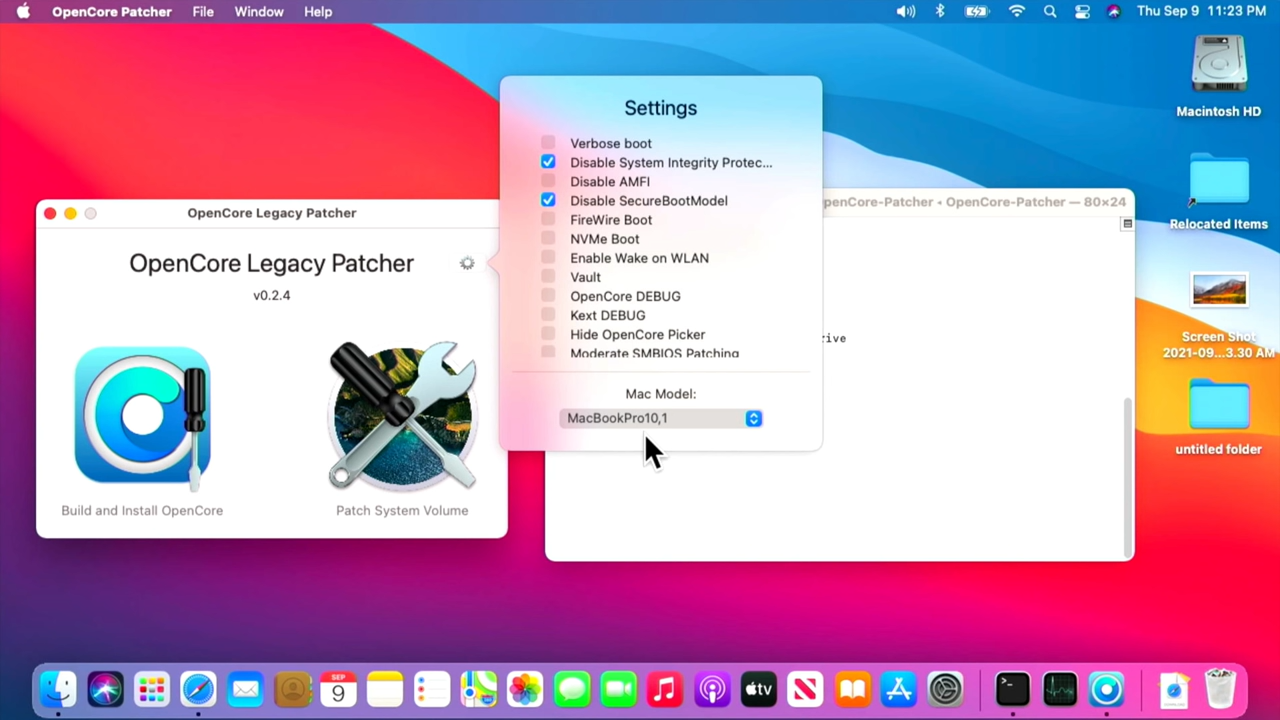 OpenCore Patcher File Window Help Thu Sep 9 11:23 PM
Macintosh HD
Relocated Items
Screen Shot
2021-09...3.30 AM
untitled folder
Settings
Verbose boot
Disable System Integrity Protec...
Disable AMFI
Disable SecureBootModel
FireWire Boot
NVMe Boot
Enable Wake on WLAN
Vault
OpenCore DEBUG
Kext DEBUG
Hide OpenCore Picker
Moderate SMBIOS Patching
Mac Model:
MacBookPro10,1
OpenCore Legacy Patcher
OpenCore Legacy Patcher
v0.2.4
Build and Install OpenCore
Patch System Volume
penCore-Patcher ◂ OpenCore-Patcher — 80×24
rive
SEP
9
tv